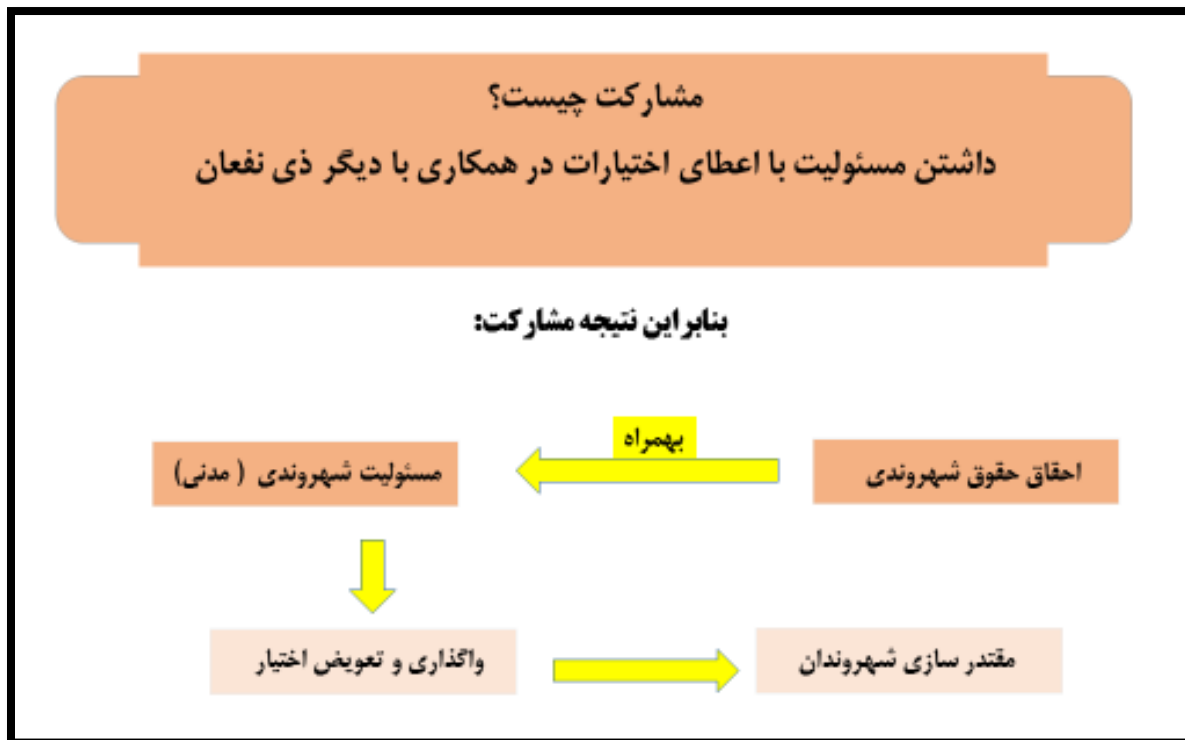 مشارکت چیست؟
داشتن مسئولیت با اعطای اختیارات در همکاری با دیگر ذی نفعان
بنابراین نتیجه مشارکت:
بهمراه
احقاق حقوق شهروندی
مسئولیت شهروندی ( مدنی)
واگذاری و تعویض اختیار
مقتدر سازی شهروندان